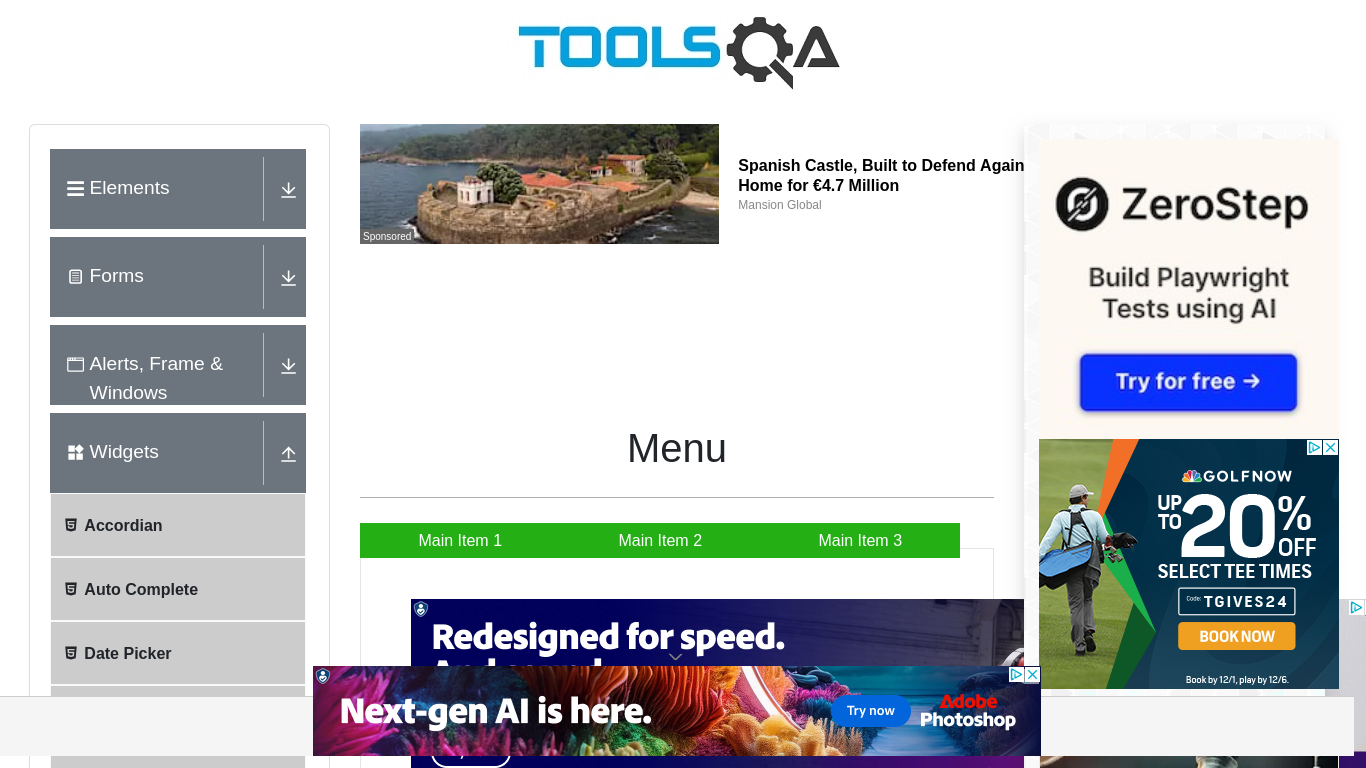 TOOLSQA
Elements
Forms
Alerts, Frame &
Windows
Widgets
Accordian
Auto Complete
Date Picker
Sponsored
Spanish Castle, Built to Defend Again
Home for €4.7 Million
Mansion Global
Menu
Main Item 1
Main Item 2
Main Item 3
Redesigned for speed.
Next-gen AI is here.
Try now
Adobe
Photoshop
ZeroStep
Build Playwright
Tests using AI
Try for free →
GOLFNOW
UP TO 20% OFF
SELECT TEE TIMES
Code: TGIVES24
BOOK NOW
Book by 12/1, play by 12/6.